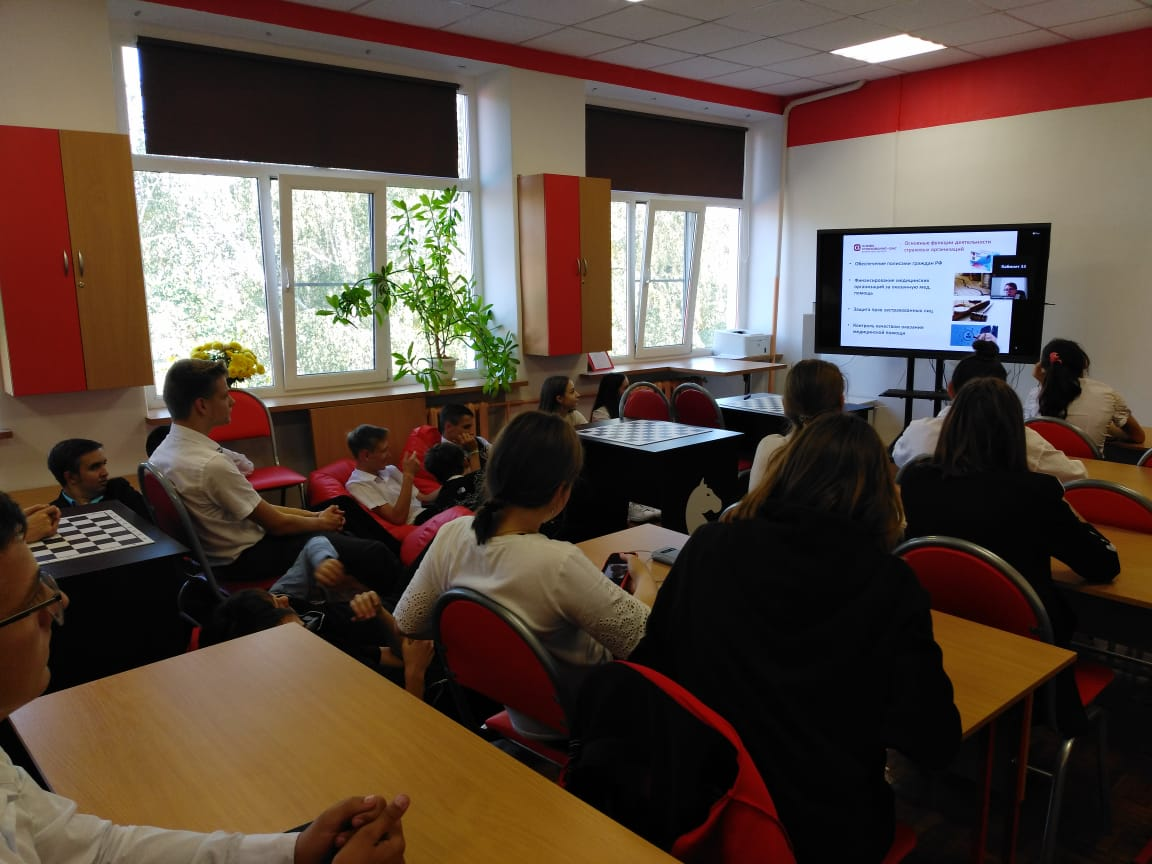 Основные функции деятельности
страховых организаций
• Обеспечение полисами граждан РФ
• Финансирование медицинских
организаций за оказанную мед.
помощь
• Защита прав застрахованных лиц
• Контроль качества оказания
медицинской помощи